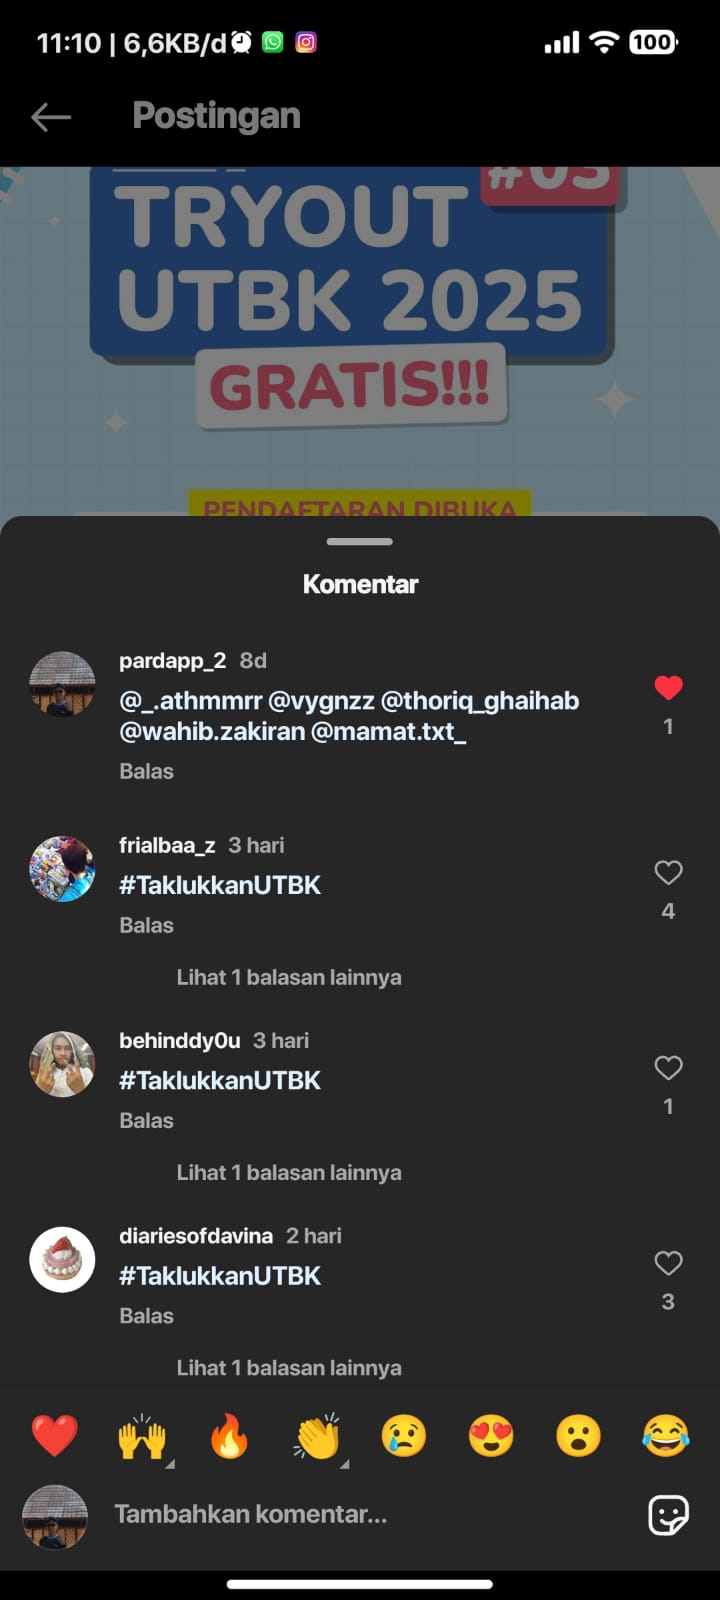 11:10 | 6,6KB/d
100
Postingan
#03
TRYOUT
UTBK 2025
GRATIS!!!
PENDAFTARAN DIBUKA
Komentar
pardapp_2 8d
@_.athmmrr @vygnzz @thoriq_ghaihab
@wahib.zakiran @mamat.txt_
1
Balas
frialbaa_z 3 hari
#TaklukkanUTBK
4
Balas
Lihat 1 balasan lainnya
behinddy0u 3 hari
#TaklukkanUTBK
1
Balas
Lihat 1 balasan lainnya
diariesofdavina 2 hari
#TaklukkanUTBK
3
Balas
Lihat 1 balasan lainnya
Tambahkan komentar...